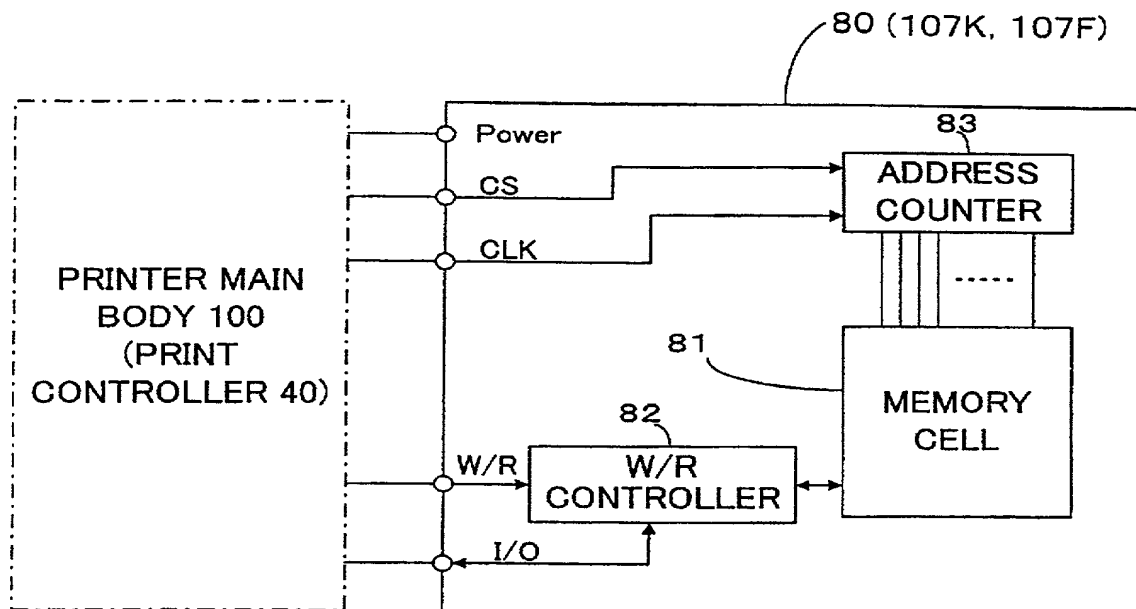 80 (107K, 107F)
Power
83
CS
ADDRESS
COUNTER
CLK
PRINTER MAIN
BODY 100
(PRINT
CONTROLLER 40)
81
MEMORY
CELL
82
W/R
W/R
CONTROLLER
I/O